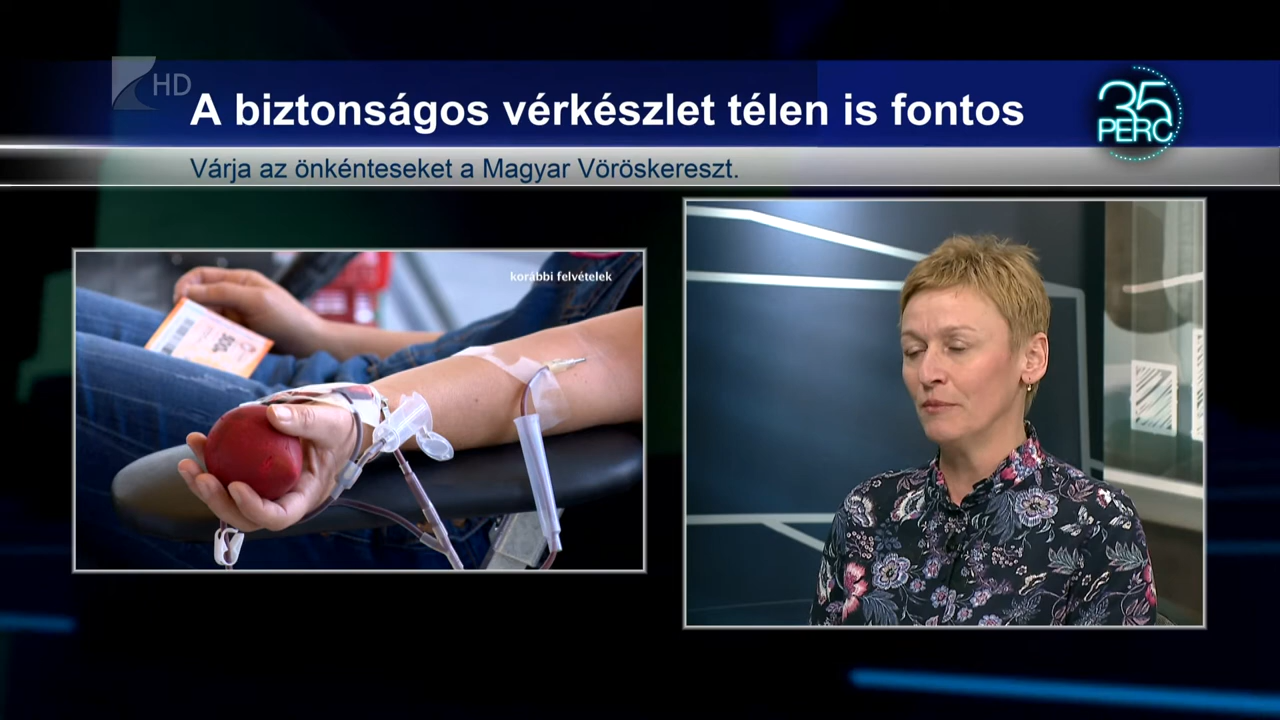 HD
A biztonságos vérkészlet télen is fontos
35
PERC
Várja az önkénteseket a Magyar Vöröskereszt.
korábbi felvételek